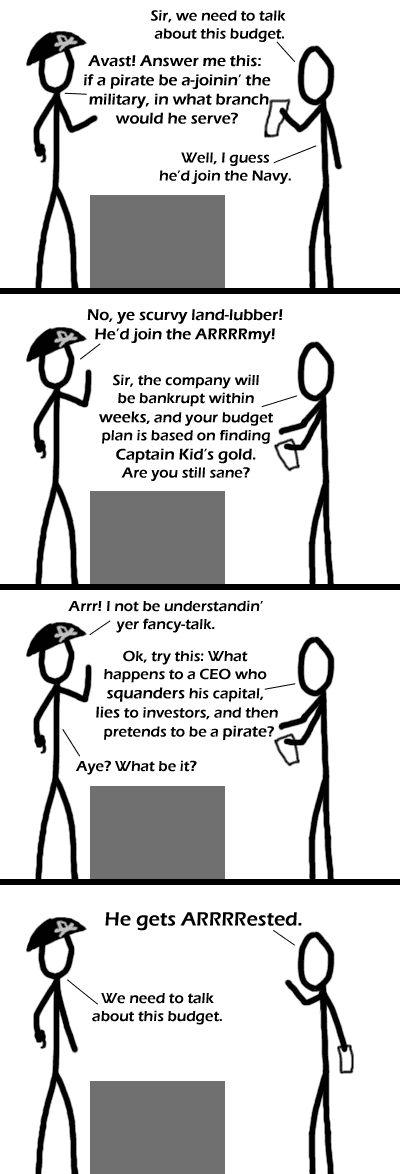 Sir, we need to talk
about this budget.
Avast! Answer me this:
if a pirate be a-joinin' the
military, in what branch
would he serve?
Well, I guess
he'd join the Navy.
No, ye scurvy land-lubber!
He'd join the ARRRRmy!
Sir, the company will
be bankrupt within
weeks, and your budget
plan is based on finding
Captain Kid's gold.
Are you still sane?
Arrr! I not be understandin'
yer fancy-talk.
Ok, try this: What
happens to a CEO who
squanders his capital,
lies to investors, and then
pretends to be a pirate?
Aye? What be it?
He gets ARRRRested.
We need to talk
about this budget.